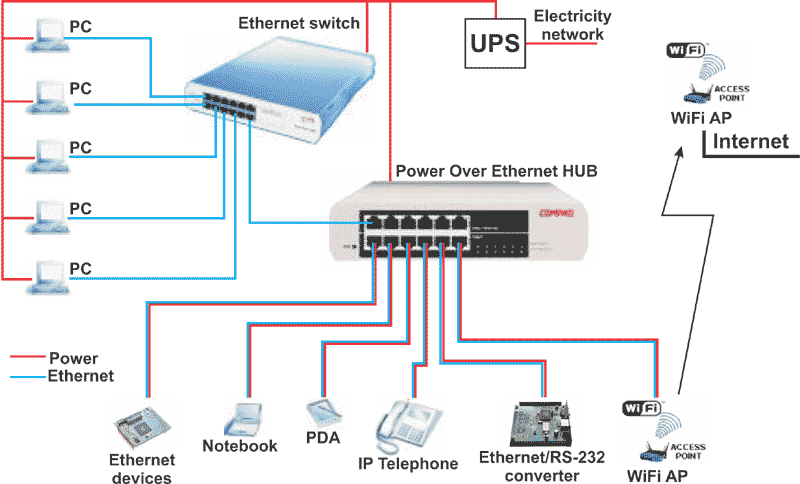 PC
Ethernet switch
UPS
Electricity
network
PC
WiFi
ACCESS
POINT
WiFi AP
Internet
PC
Power Over Ethernet HUB
PC
COMPAQ
PC
Power
Ethernet
Ethernet
devices
Notebook
PDA
IP Telephone
Ethernet/RS-232
converter
WiFi
ACCESS
POINT
WiFi AP